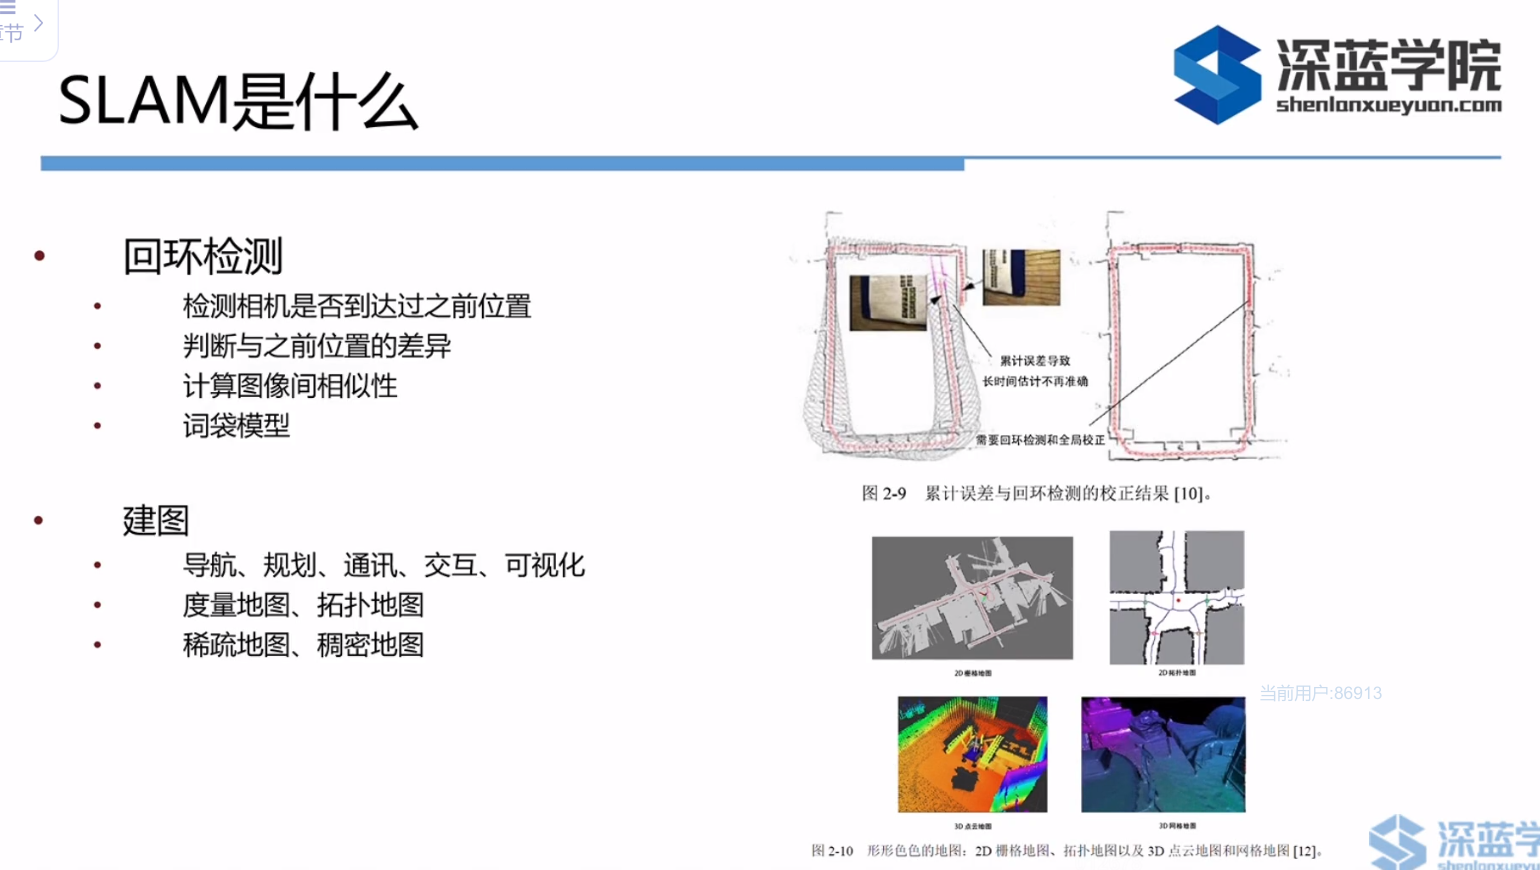 章节
SLAM是什么
深蓝学院
shenlanxueyuan.com
回环检测
检测相机是否到达过之前位置
判断与之前位置的差异
计算图像间相似性
词袋模型
建图
导航、规划、通讯、交互、可视化
度量地图、拓扑地图
稀疏地图、稠密地图
累计误差导致
长时间估计不再准确
需要回环检测和全局校正
图 2-9 累计误差与回环检测的校正结果 [10]。
2D栅格地图
2D拓扑地图
当前用户:86913
3D点云地图
3D网格地图
图 2-10 形形色色的地图：2D 栅格地图、拓扑地图以及 3D 点云地图和网格地图 [12]。
深蓝学
shenlanxueyu